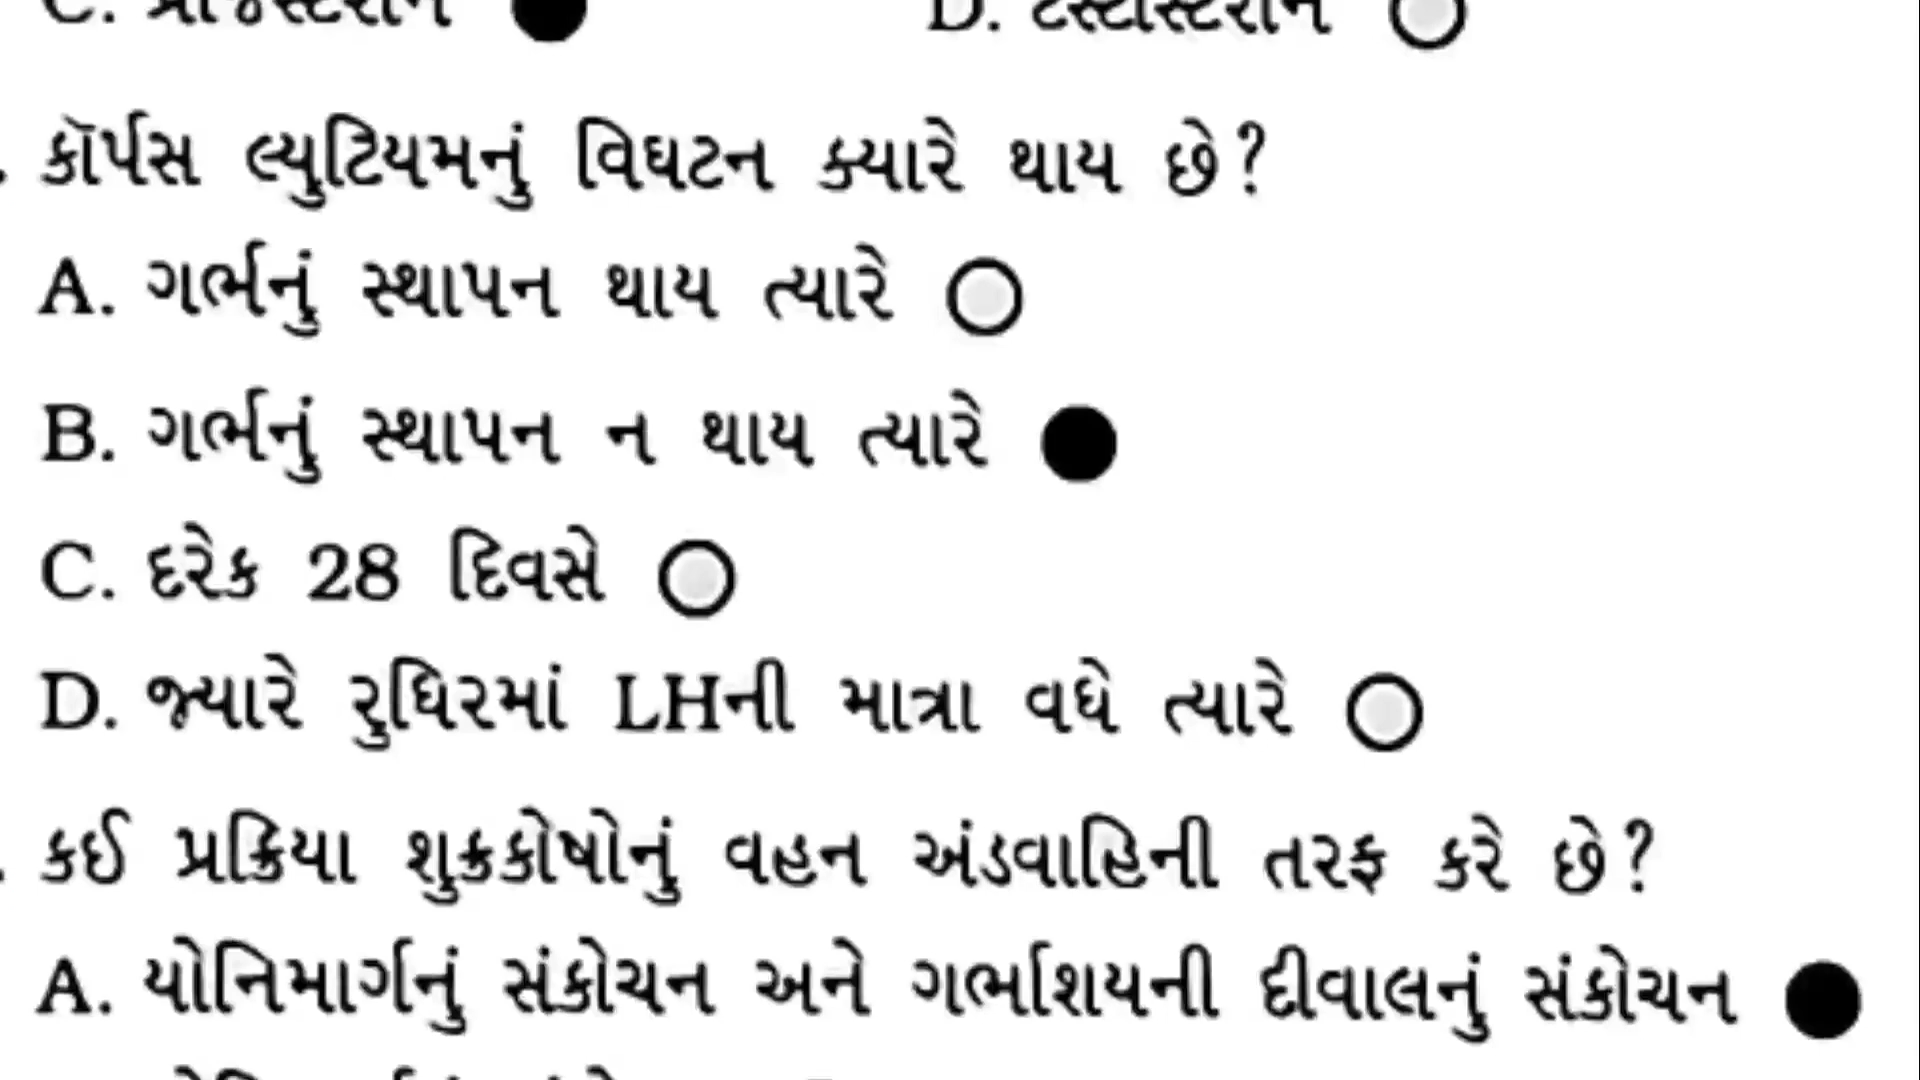 C. પ્રોજેસ્ટેરોન D. ટેસ્ટોસ્ટેરોન
કૉર્પસ લ્યુટિયમનું વિઘટન ક્યારે થાય છે?
A. ગર્ભનું સ્થાપન થાય ત્યારે
B. ગર્ભનું સ્થાપન ન થાય ત્યારે
C. દરેક 28 દિવસે
D. જ્યારે રુધિરમાં LHની માત્રા વધે ત્યારે
કઈ પ્રક્રિયા શુક્રકોષોનું વહન અંડવાહિની તરફ કરે છે?
A. યોનિમાર્ગનું સંકોચન અને ગર્ભાશયની દીવાલનું સંકોચન